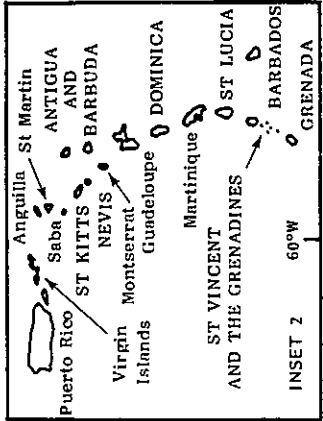 Anguilla
St Martin
ANTIGUA
AND
BARBUDA
Saba
Puerto Rico
ST KITTS
NEVIS
Virgin
Islands
Montserrat
Guadeloupe
DOMINICA
Martinique
ST LUCIA
ST VINCENT
AND THE GRENADINES
BARBADOS
GRENADA
INSET 2
60°W